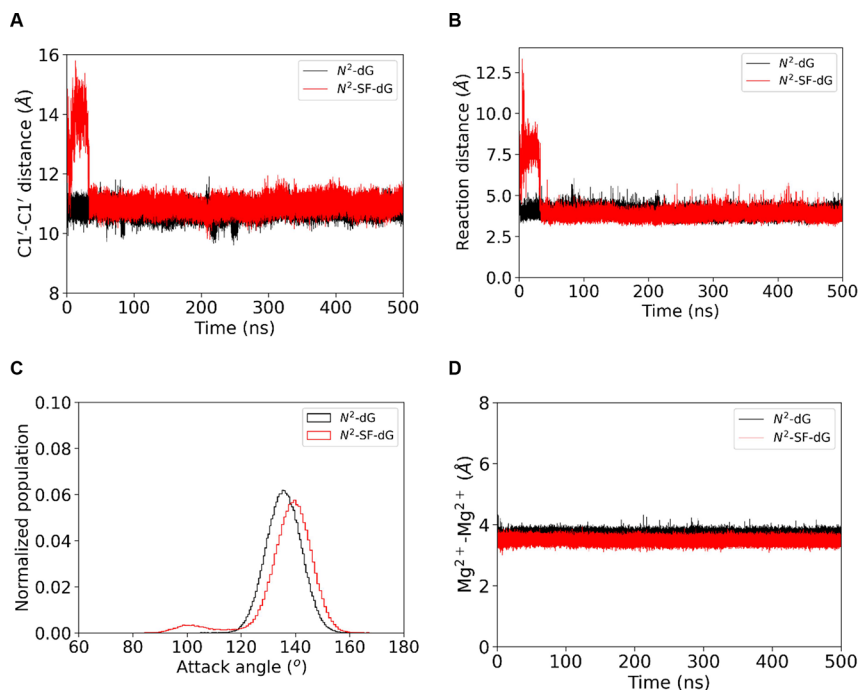 A
C1′-C1′ distance (Å)
16
14
12
10
8
0
100
200
300
400
500
Time (ns)
N²-dG
N²-SF-dG
B
Reaction distance (Å)
12.5
10.0
7.5
5.0
2.5
0.0
0
100
200
300
400
500
Time (ns)
N²-dG
N²-SF-dG
C
Normalized population
0.10
0.08
0.06
0.04
0.02
0.00
60
80
100
120
140
160
180
Attack angle (°)
N²-dG
N²-SF-dG
D
Mg²⁺-Mg²⁺ (Å)
8
6
4
2
0
0
100
200
300
400
500
Time (ns)
N²-dG
N²-SF-dG